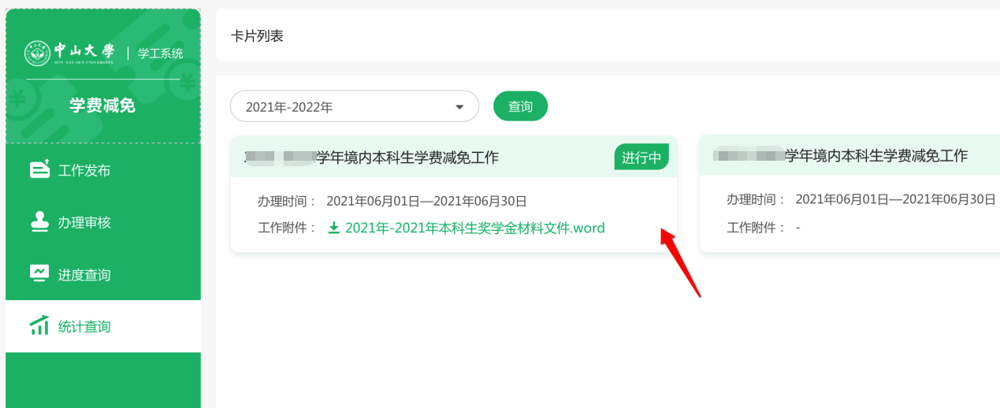 中山大學 | 学工系统
SUN YAT-SEN UNIVERSITY
学费减免
工作发布
办理审核
进度查询
统计查询
卡片列表
2021年-2022年
查询
学年境内本科生学费减免工作
进行中
办理时间： 2021年06月01日—2021年06月30日
工作附件： 2021年-2021年本科生奖学金材料文件.word
学年境内本科生学费减免工作
办理时间： 2021年06月01日—2021年06月30日
工作附件： -